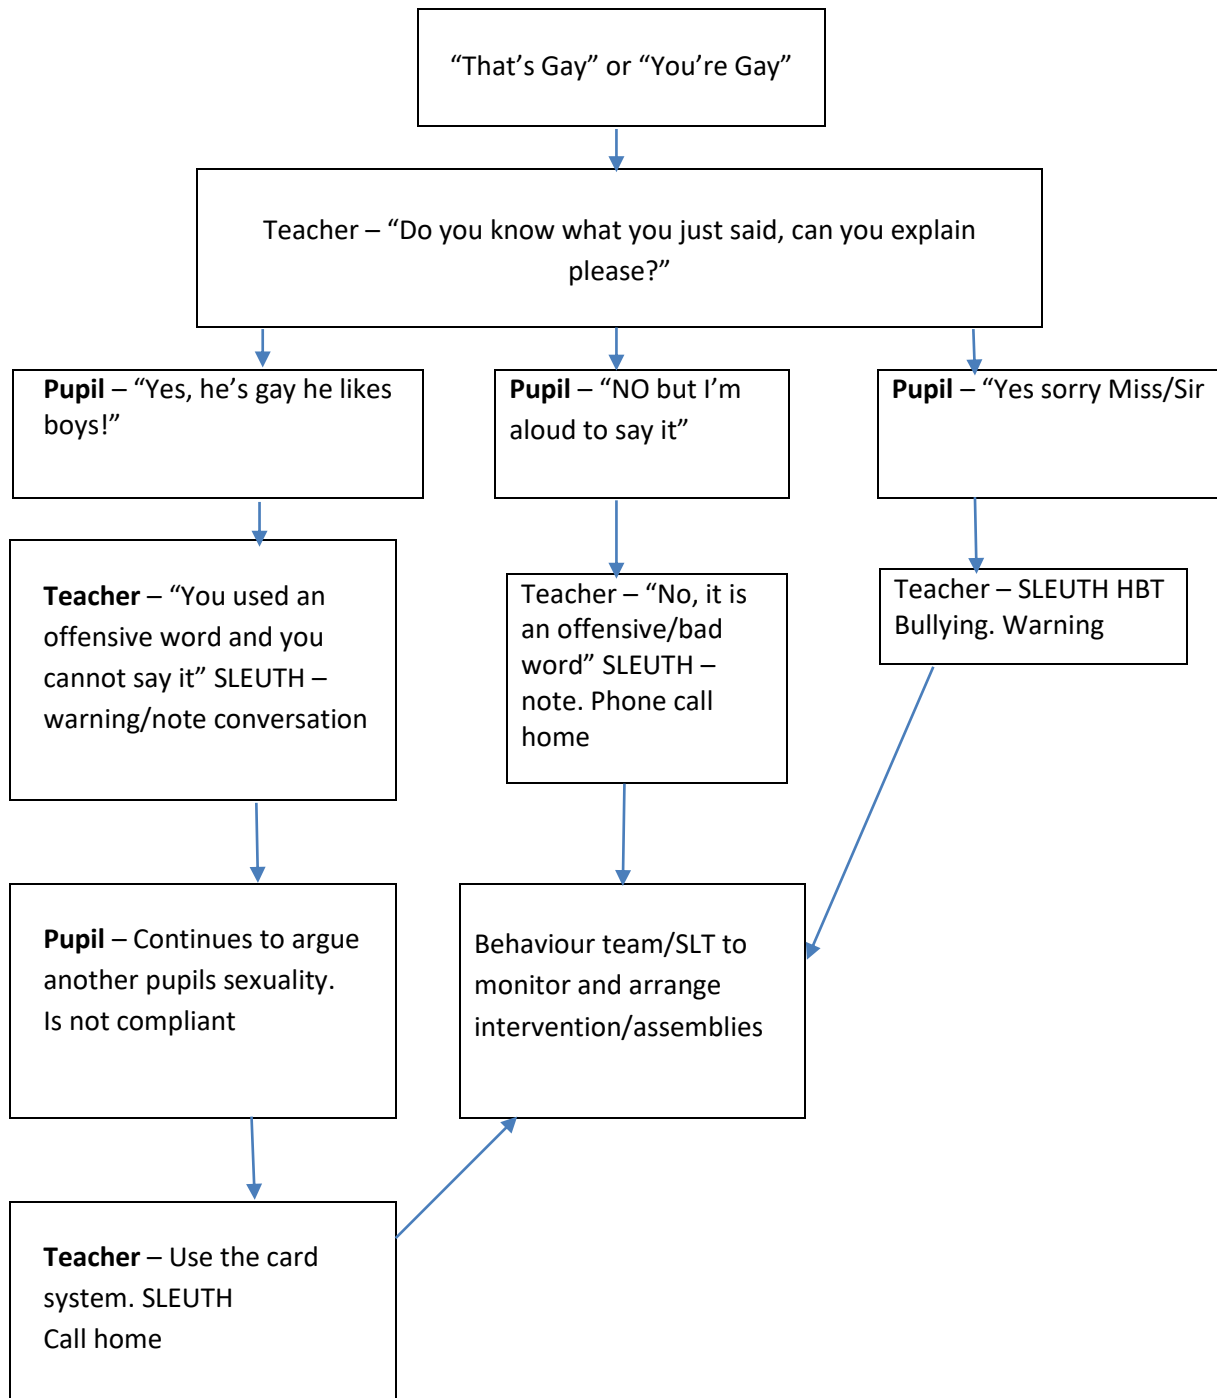 “That’s Gay” or “You’re Gay”
Teacher – “Do you know what you just said, can you explain
please?”
Pupil – “Yes, he’s gay he likes
boys!”
Pupil – “NO but I’m
aloud to say it”
Pupil – “Yes sorry Miss/Sir
Teacher – “You used an
offensive word and you
cannot say it” SLEUTH –
warning/note conversation
Teacher – “No, it is
an offensive/bad
word” SLEUTH –
note. Phone call
home
Teacher – SLEUTH HBT
Bullying. Warning
Pupil – Continues to argue
another pupils sexuality.
Is not compliant
Behaviour team/SLT to
monitor and arrange
intervention/assemblies
Teacher – Use the card
system. SLEUTH
Call home